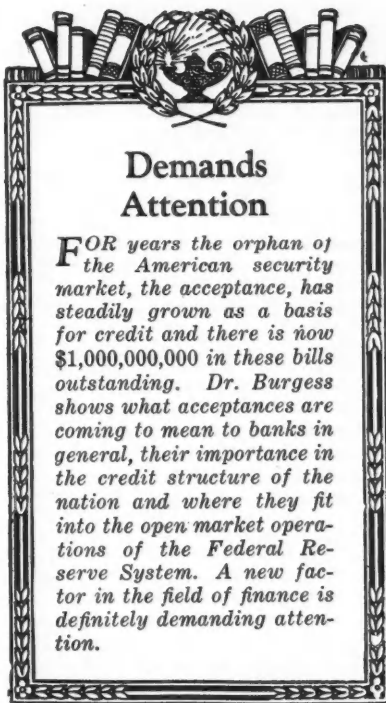 Demands
Attention
FOR years the orphan of
the American security
market, the acceptance, has
steadily grown as a basis
for credit and there is now
$1,000,000,000 in these bills
outstanding. Dr. Burgess
shows what acceptances are
coming to mean to banks in
general, their importance in
the credit structure of the
nation and where they fit
into the open market opera-
tions of the Federal Re-
serve System. A new fac-
tor in the field of finance is
definitely demanding atten-
tion.